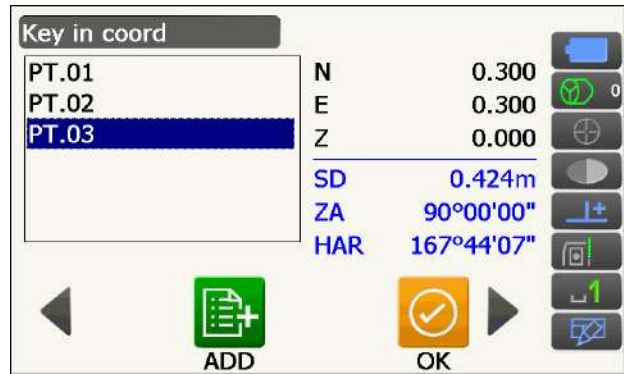 Key in coord
PT.01
PT.02
PT.03
N 0.300
E 0.300
Z 0.000
SD 0.424m
ZA 90°00'00"
HAR 167°44'07"
0
1
ADD
OK